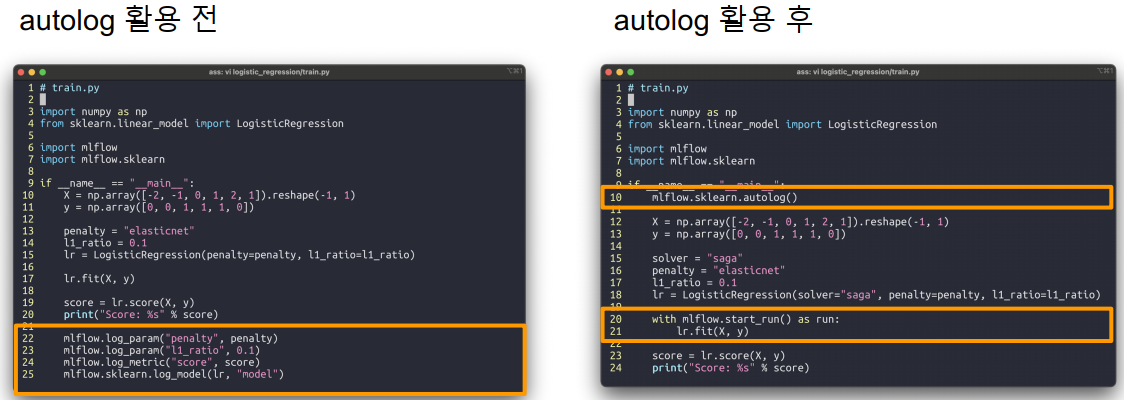 autolog 활용 전
ass: vi logistic_regression/train.py
⌥⌘1
1 # train.py
2
3 import numpy as np
4 from sklearn.linear_model import LogisticRegression
5
6 import mlflow
7 import mlflow.sklearn
8
9 if __name__ == "__main__":
10 X = np.array([-2, -1, 0, 1, 2, 1]).reshape(-1, 1)
11 y = np.array([0, 0, 1, 1, 1, 0])
12
13 penalty = "elasticnet"
14 l1_ratio = 0.1
15 lr = LogisticRegression(penalty=penalty, l1_ratio=l1_ratio)
16
17 lr.fit(X, y)
18
19 score = lr.score(X, y)
20 print("Score: %s" % score)
21
22 mlflow.log_param("penalty", penalty)
23 mlflow.log_param("l1_ratio", 0.1)
24 mlflow.log_metric("score", score)
25 mlflow.sklearn.log_model(lr, "model")
autolog 활용 후
ass: vi logistic_regression/train.py
⌥⌘1
1 # train.py
2
3 import numpy as np
4 from sklearn.linear_model import LogisticRegression
5
6 import mlflow
7 import mlflow.sklearn
8
9 if __name__ == "__main__":
10 mlflow.sklearn.autolog()
11
12 X = np.array([-2, -1, 0, 1, 2, 1]).reshape(-1, 1)
13 y = np.array([0, 0, 1, 1, 1, 0])
14
15 solver = "saga"
16 penalty = "elasticnet"
17 l1_ratio = 0.1
18 lr = LogisticRegression(solver="saga", penalty=penalty, l1_ratio=l1_ratio)
19
20 with mlflow.start_run() as run:
21 lr.fit(X, y)
22
23 score = lr.score(X, y)
24 print("Score: %s" % score)